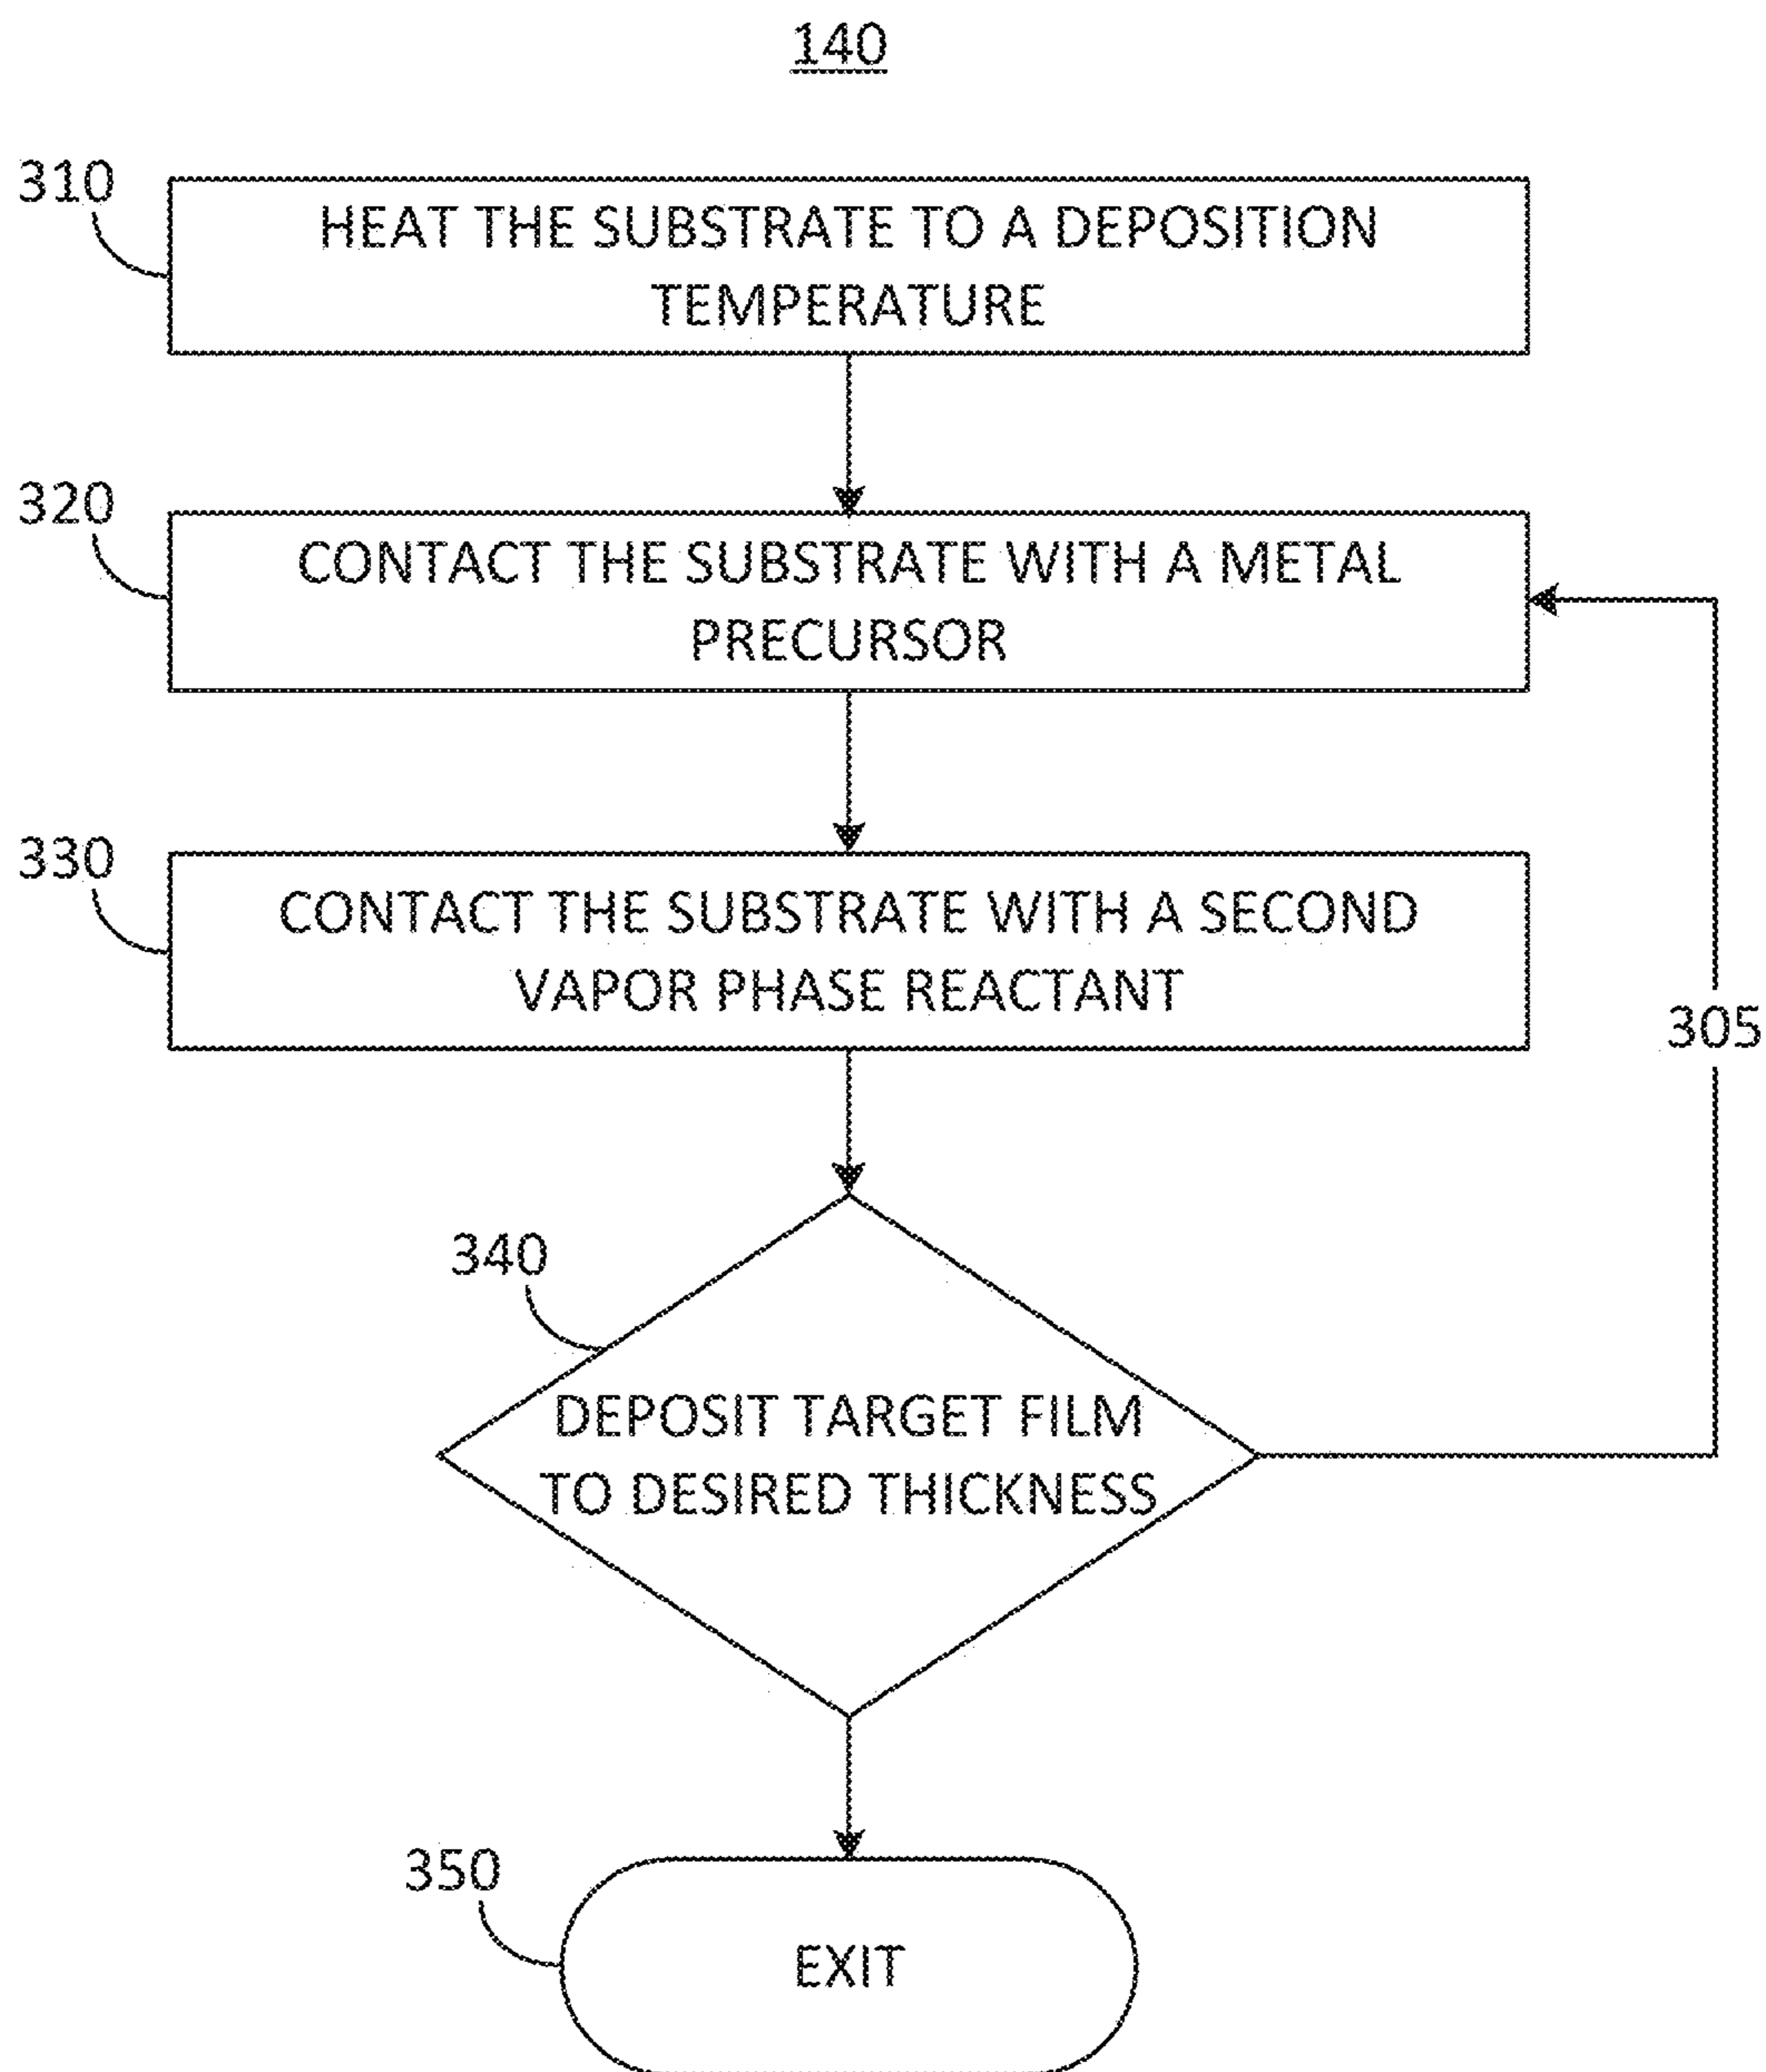 140
310
HEAT THE SUBSTRATE TO A DEPOSITION
TEMPERATURE
320
CONTACT THE SUBSTRATE WITH A METAL
PRECURSOR
330
CONTACT THE SUBSTRATE WITH A SECOND
VAPOR PHASE REACTANT
305
340
DEPOSIT TARGET FILM
TO DESIRED THICKNESS
350
EXIT